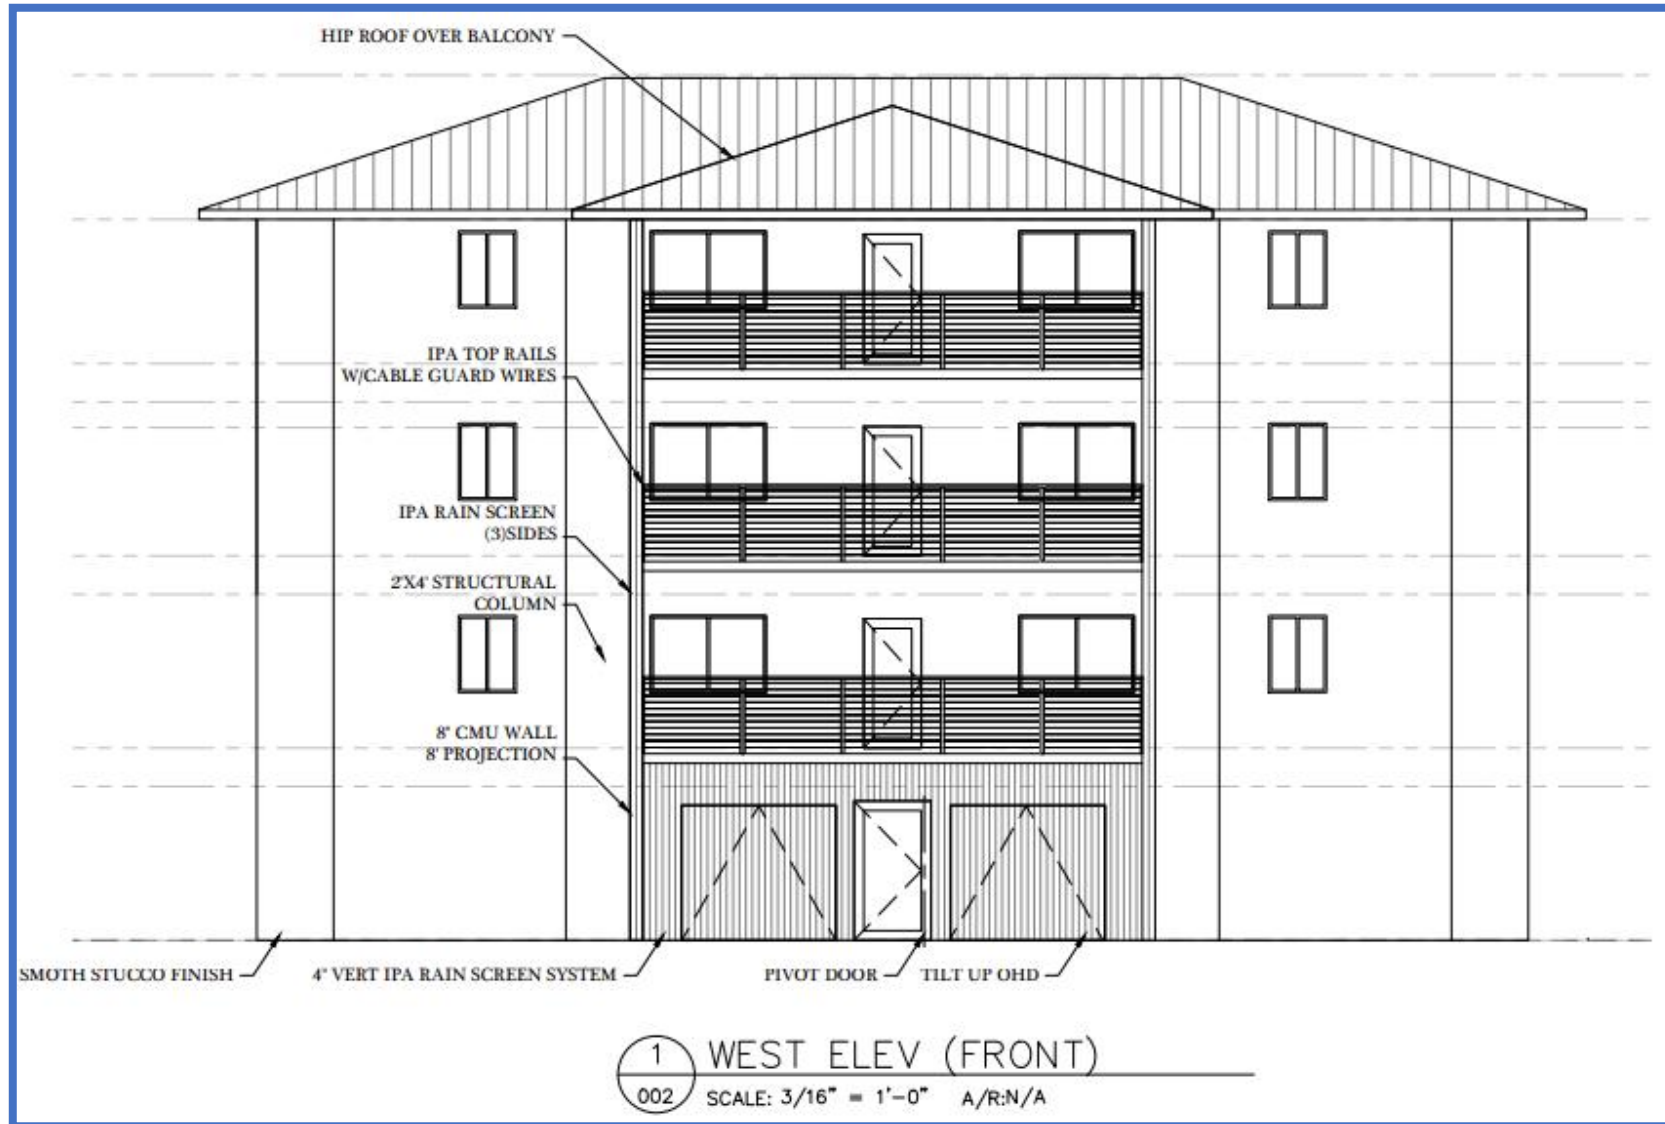 HIP ROOF OVER BALCONY
IPA TOP RAILS
W/CABLE GUARD WIRES
IPA RAIN SCREEN
(3)SIDES
2'X4' STRUCTURAL
COLUMN
8" CMU WALL
8' PROJECTION
SMOTH STUCCO FINISH
4" VERT IPA RAIN SCREEN SYSTEM
PIVOT DOOR
TILT UP OHD
1
002
WEST ELEV (FRONT)
SCALE: 3/16" = 1'-0" A/R:N/A